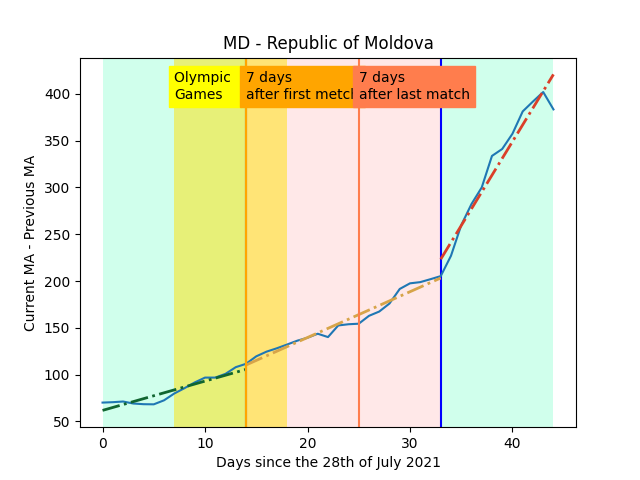 MD - Republic of Moldova
Olympic
Games
7 days
after first
7 days
after last match
400
350
300
250
200
150
100
50
Current MA - Previous MA
0
10
20
30
40
Days since the 28th of July 2021